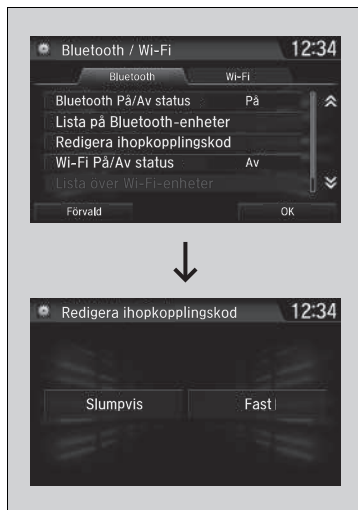 Bluetooth / Wi-Fi 12:34
Bluetooth Wi-Fi
Bluetooth På/Av status På
Lista på Bluetooth-enheter
Redigera ihopkopplingskod
Wi-Fi På/Av status Av
Lista över Wi-Fi-enheter
Förvald OK
Redigera ihopkopplingskod 12:34
Slumpvis Fast